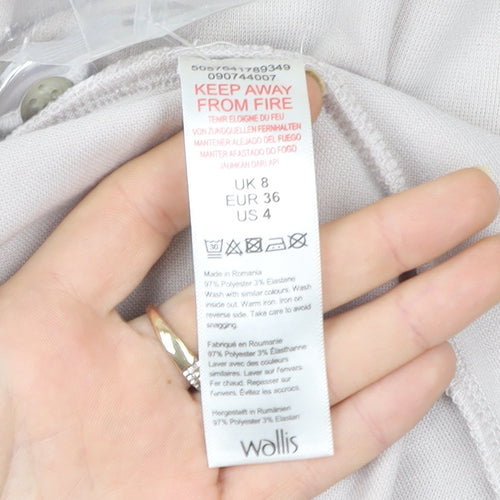 5057641789349
090744007
KEEP AWAY
FROM FIRE
TENIR ÉLOIGNÉ DU FEU
VON ZÜNDQUELLEN FERNHALTEN
MANTENER ALEJADO DEL FUEGO
MANTER AFASTADO DO FOGO
UK 8
EUR 36
US 4
30
Made in Romania
97% Polyester 3% Elastane
Wash with similar colours. Wash
inside out. Warm iron. Iron on
reverse side. Take care to avoid
snagging.
Fabriqué en Roumanie
97% Polyester 3% Élasthanne
Laver avec des couleurs
similaires. Laver sur l'envers.
Fer chaud. Repasser sur
l'envers. Évitez les accrocs.
Hergestellt in Rumänien
97% Polyester 3% Elastan
wallis